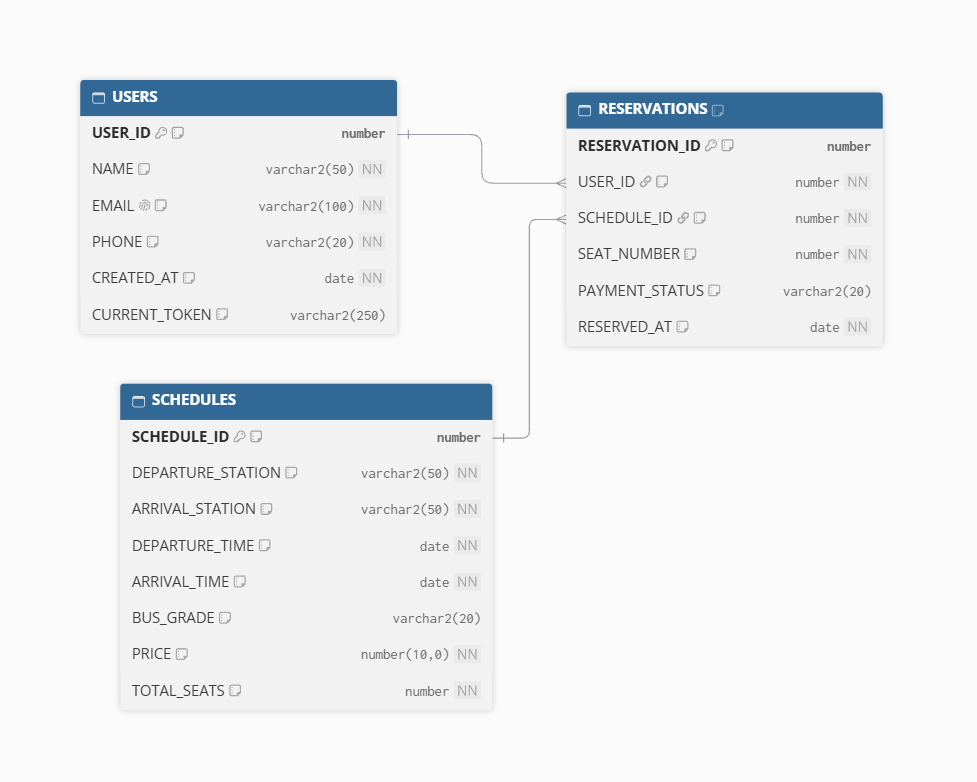 USERS
USER_ID number
NAME varchar2(50) NN
EMAIL varchar2(100) NN
PHONE varchar2(20) NN
CREATED_AT date NN
CURRENT_TOKEN varchar2(250)
RESERVATIONS
RESERVATION_ID number
USER_ID number NN
SCHEDULE_ID number NN
SEAT_NUMBER number NN
PAYMENT_STATUS varchar2(20)
RESERVED_AT date NN
SCHEDULES
SCHEDULE_ID number
DEPARTURE_STATION varchar2(50) NN
ARRIVAL_STATION varchar2(50) NN
DEPARTURE_TIME date NN
ARRIVAL_TIME date NN
BUS_GRADE varchar2(20)
PRICE number(10,0) NN
TOTAL_SEATS number NN